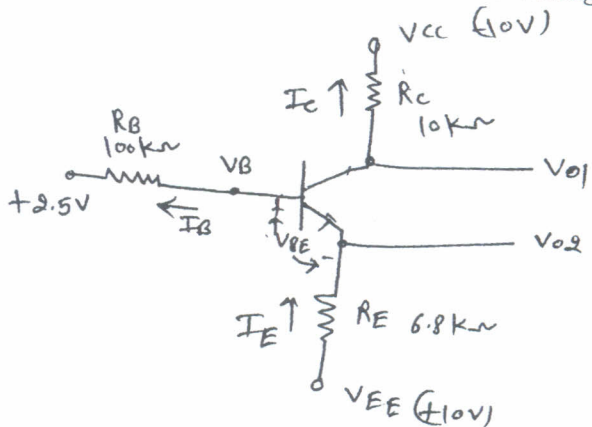 VCC (-10V)
IC ↑
RC
10KΩ
RB
100KΩ
VB
VO1
+2.5V
IB
VBE
-
VO2
IE ↑
RE 6.8KΩ
VEE (+10V)